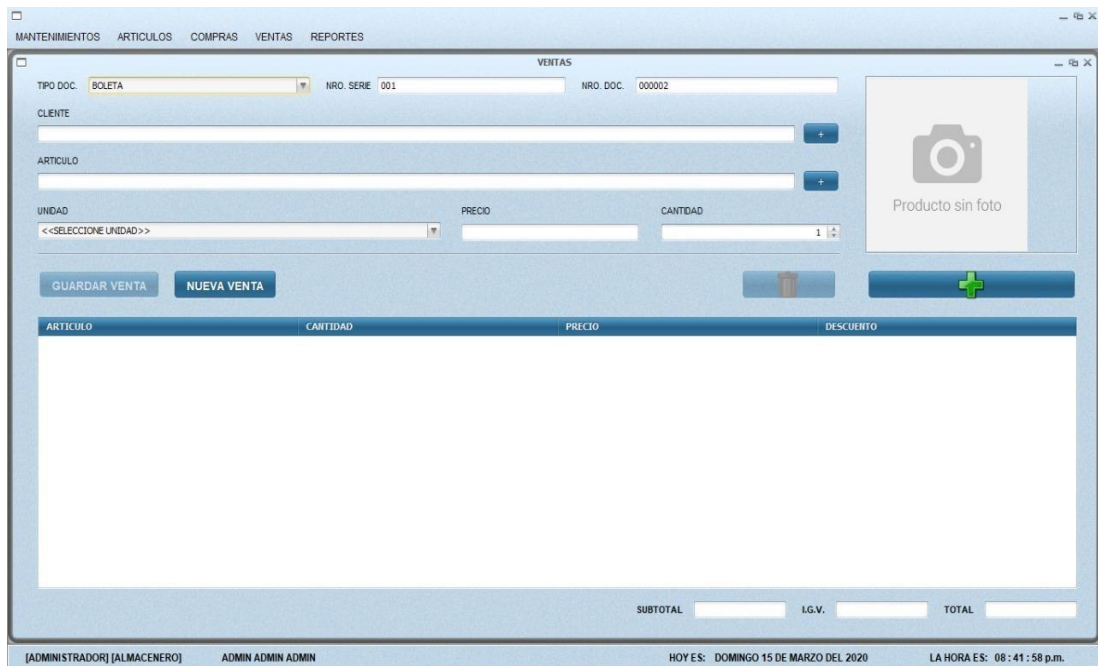 MANTENIMIENTOS ARTICULOS COMPRAS VENTAS REPORTES
VENTAS
TIPO DOC. BOLETA NRO. SERIE 001 NRO. DOC. 000002
CLIENTE
+
ARTICULO
+
Producto sin foto
UNIDAD PRECIO CANTIDAD
<<SELECCIONE UNIDAD>> 1
GUARDAR VENTA NUEVA VENTA
ARTICULO CANTIDAD PRECIO DESCUENTO
SUBTOTAL I.G.V. TOTAL
[ADMINISTRADOR] [ALMACENERO] ADMIN ADMIN ADMIN HOY ES: DOMINGO 15 DE MARZO DEL 2020 LA HORA ES: 08 : 41 : 58 p.m.